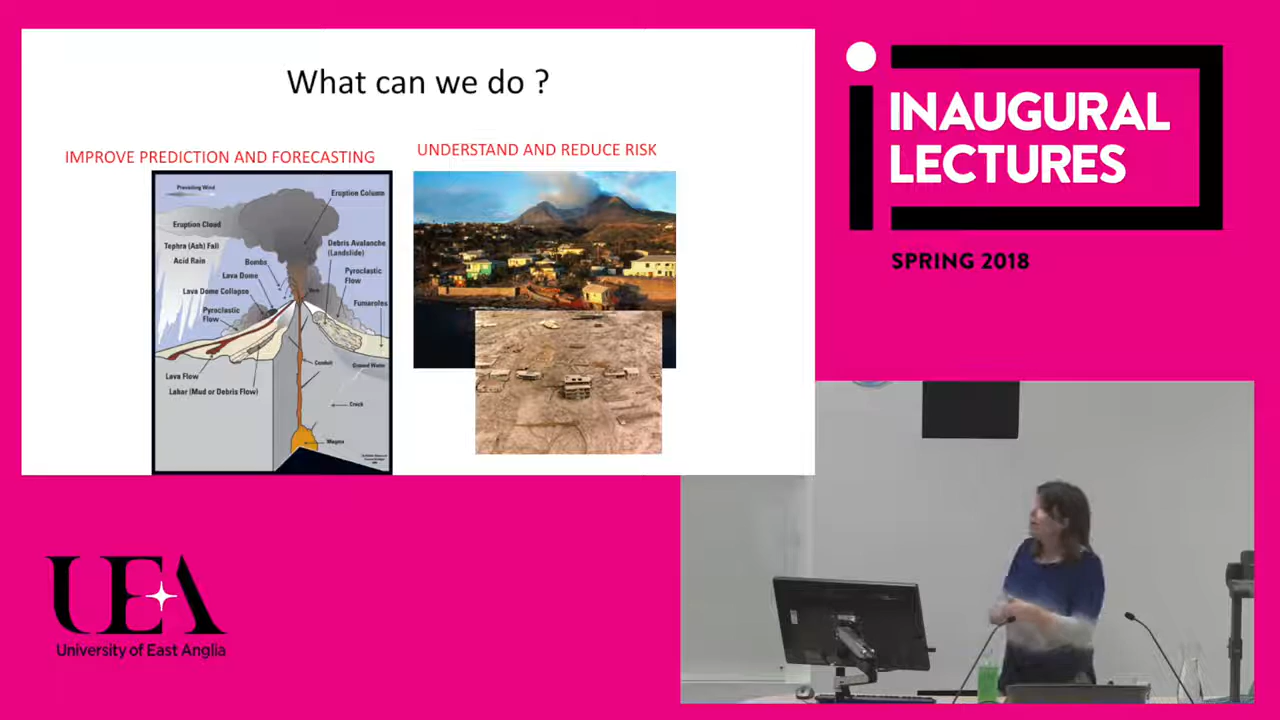 What can we do ?
IMPROVE PREDICTION AND FORECASTING
UNDERSTAND AND REDUCE RISK
Prevailing Wind
Eruption Column
Eruption Cloud
Tephra (Ash) Fall
Acid Rain
Bombs
Debris Avalanche
(Landslide)
Lava Dome
Pyroclastic
Flow
Lava Dome Collapse
Vent
Fumaroles
Pyroclastic
Flow
Conduit
Ground Water
Lava Flow
Lahar (Mud or Debris Flow)
Crack
Magma
INAUGURAL
LECTURES
SPRING 2018
UEA
University of East Anglia